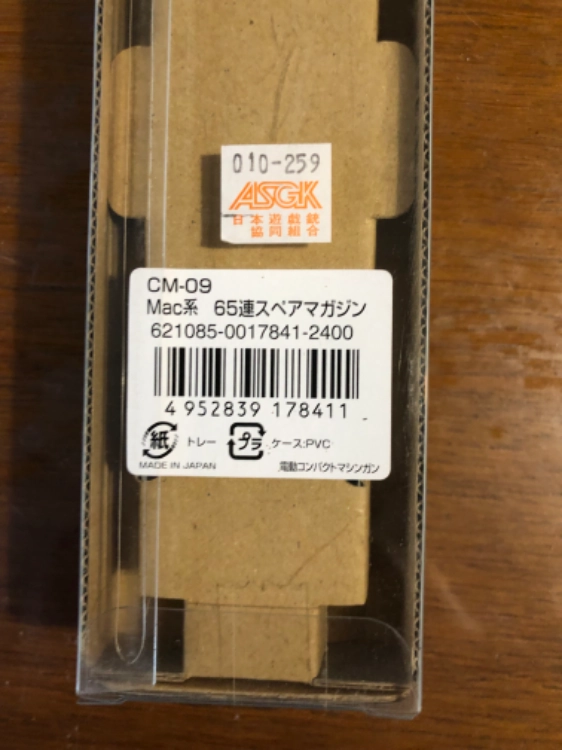 010-259
ASGK
日本遊戯銃
協同組合
CM-09
Mac系 65連スペアマガジン
621085-0017841-2400
4 952839 178411
紙 トレー プラ ケース:PVC
MADE IN JAPAN 電動コンパクトマシンガン